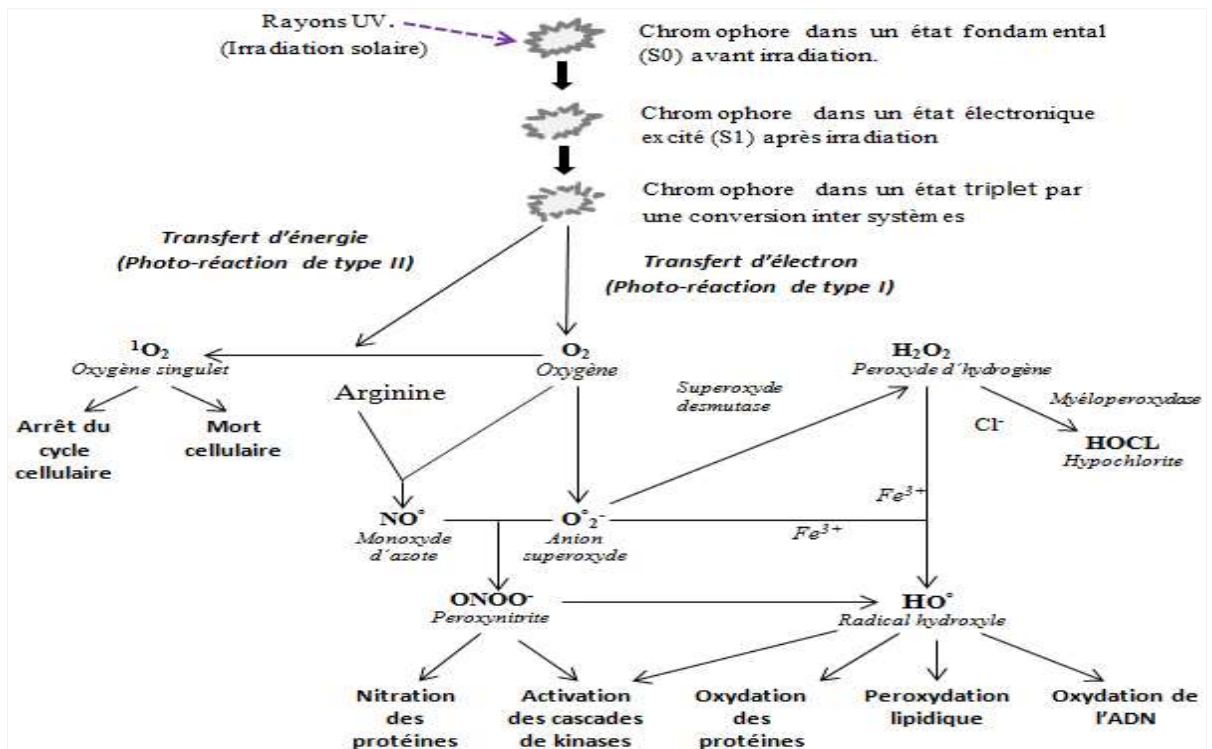 Rayons UV.
(Irradiation solaire)
Chromophore dans un état fondamental
(S0) avant irradiation.
Chromophore dans un état électronique
excité (S1) après irradiation
Chromophore dans un état triplet par
une conversion inter systèmes
Transfert d'énergie
(Photo-réaction de type II)
Transfert d'électron
(Photo-réaction de type I)
¹O₂
Oxygène singulet
O₂
Oxygène
H₂O₂
Peroxyde d´hydrogène
Arginine
Superoxyde
desmutase
Myéloperoxydase
Cl⁻
HOCL
Hypochlorite
Arrêt du
cycle
cellulaire
Mort
cellulaire
Fe³⁺
NO°
Monoxyde
d´azote
O°₂⁻
Anion
superoxyde
Fe³⁺
ONOO⁻
Peroxynitrite
HO°
Radical hydroxyle
Nitration
des
protéines
Activation
des cascades
de kinases
Oxydation
des
protéines
Peroxydation
lipidique
Oxydation de
l'ADN